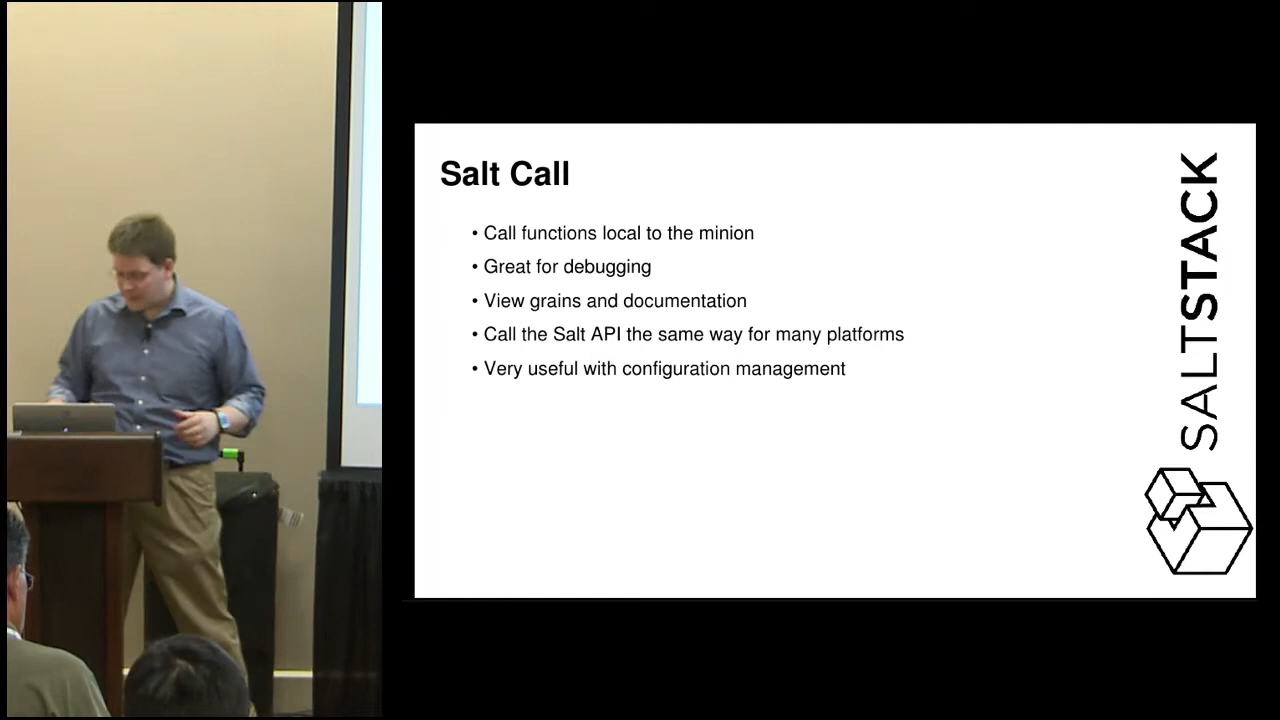 Salt Call
• Call functions local to the minion
• Great for debugging
• View grains and documentation
• Call the Salt API the same way for many platforms
• Very useful with configuration management
SALTSTACK